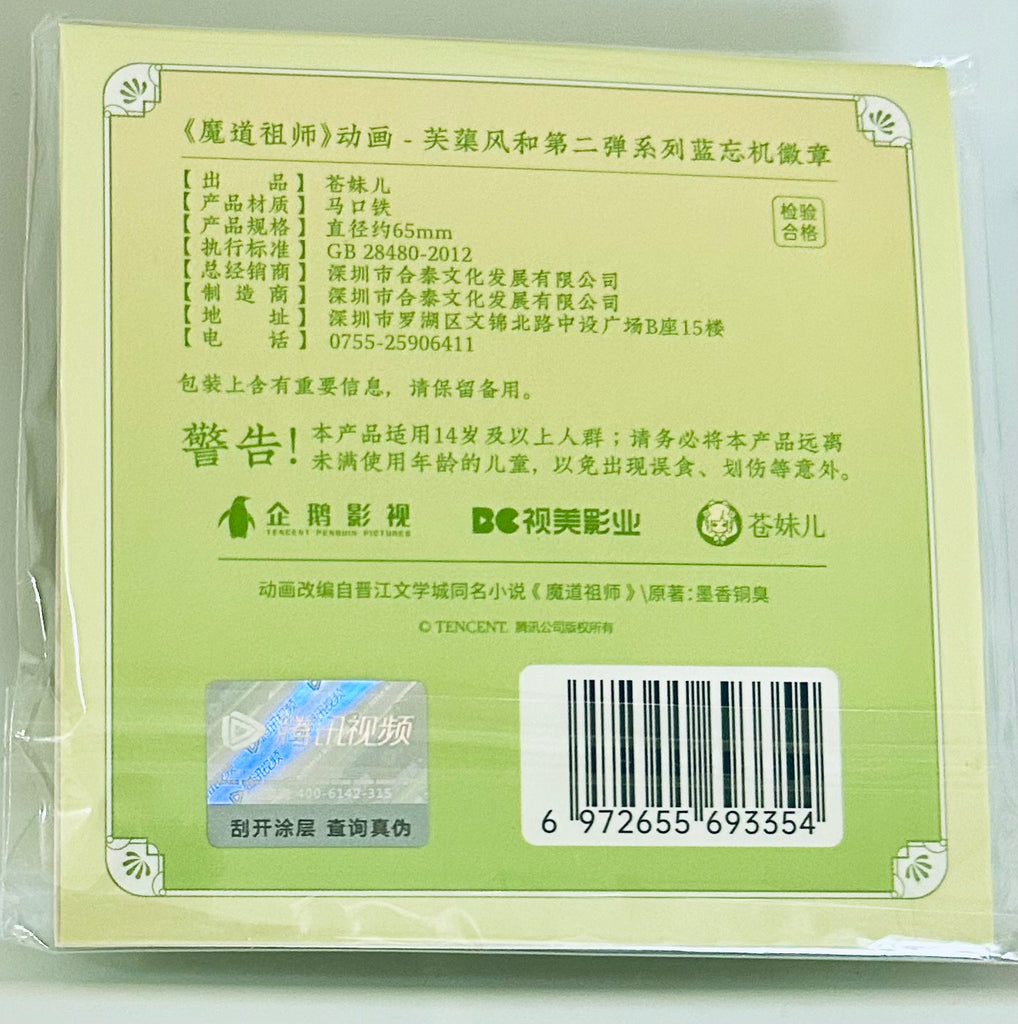 《魔道祖师》动画 - 芙蕖风和第二弹系列蓝忘机徽章
【出品】 苍妹儿
【产品材质】 马口铁
【产品规格】 直径约65mm
【执行标准】 GB 28480-2012
【总经销商】 深圳市合泰文化发展有限公司
【制造商】 深圳市合泰文化发展有限公司
【地址】 深圳市罗湖区文锦北路中设广场B座15楼
【电话】 0755-25906411
检验
合格
包装上含有重要信息，请保留备用。
警告!
本产品适用14岁及以上人群；请务必将本产品远离
未满使用年龄的儿童，以免出现误食、划伤等意外。
企鹅影视
TENCENT PENGUIN PICTURES
BC视美影业
苍妹儿
动画改编自晋江文学城同名小说《魔道祖师》\原著：墨香铜臭
© TENCENT. 腾讯公司版权所有
腾讯视频
400-6142-315
刮开涂层 查询真伪
6 972655 693354